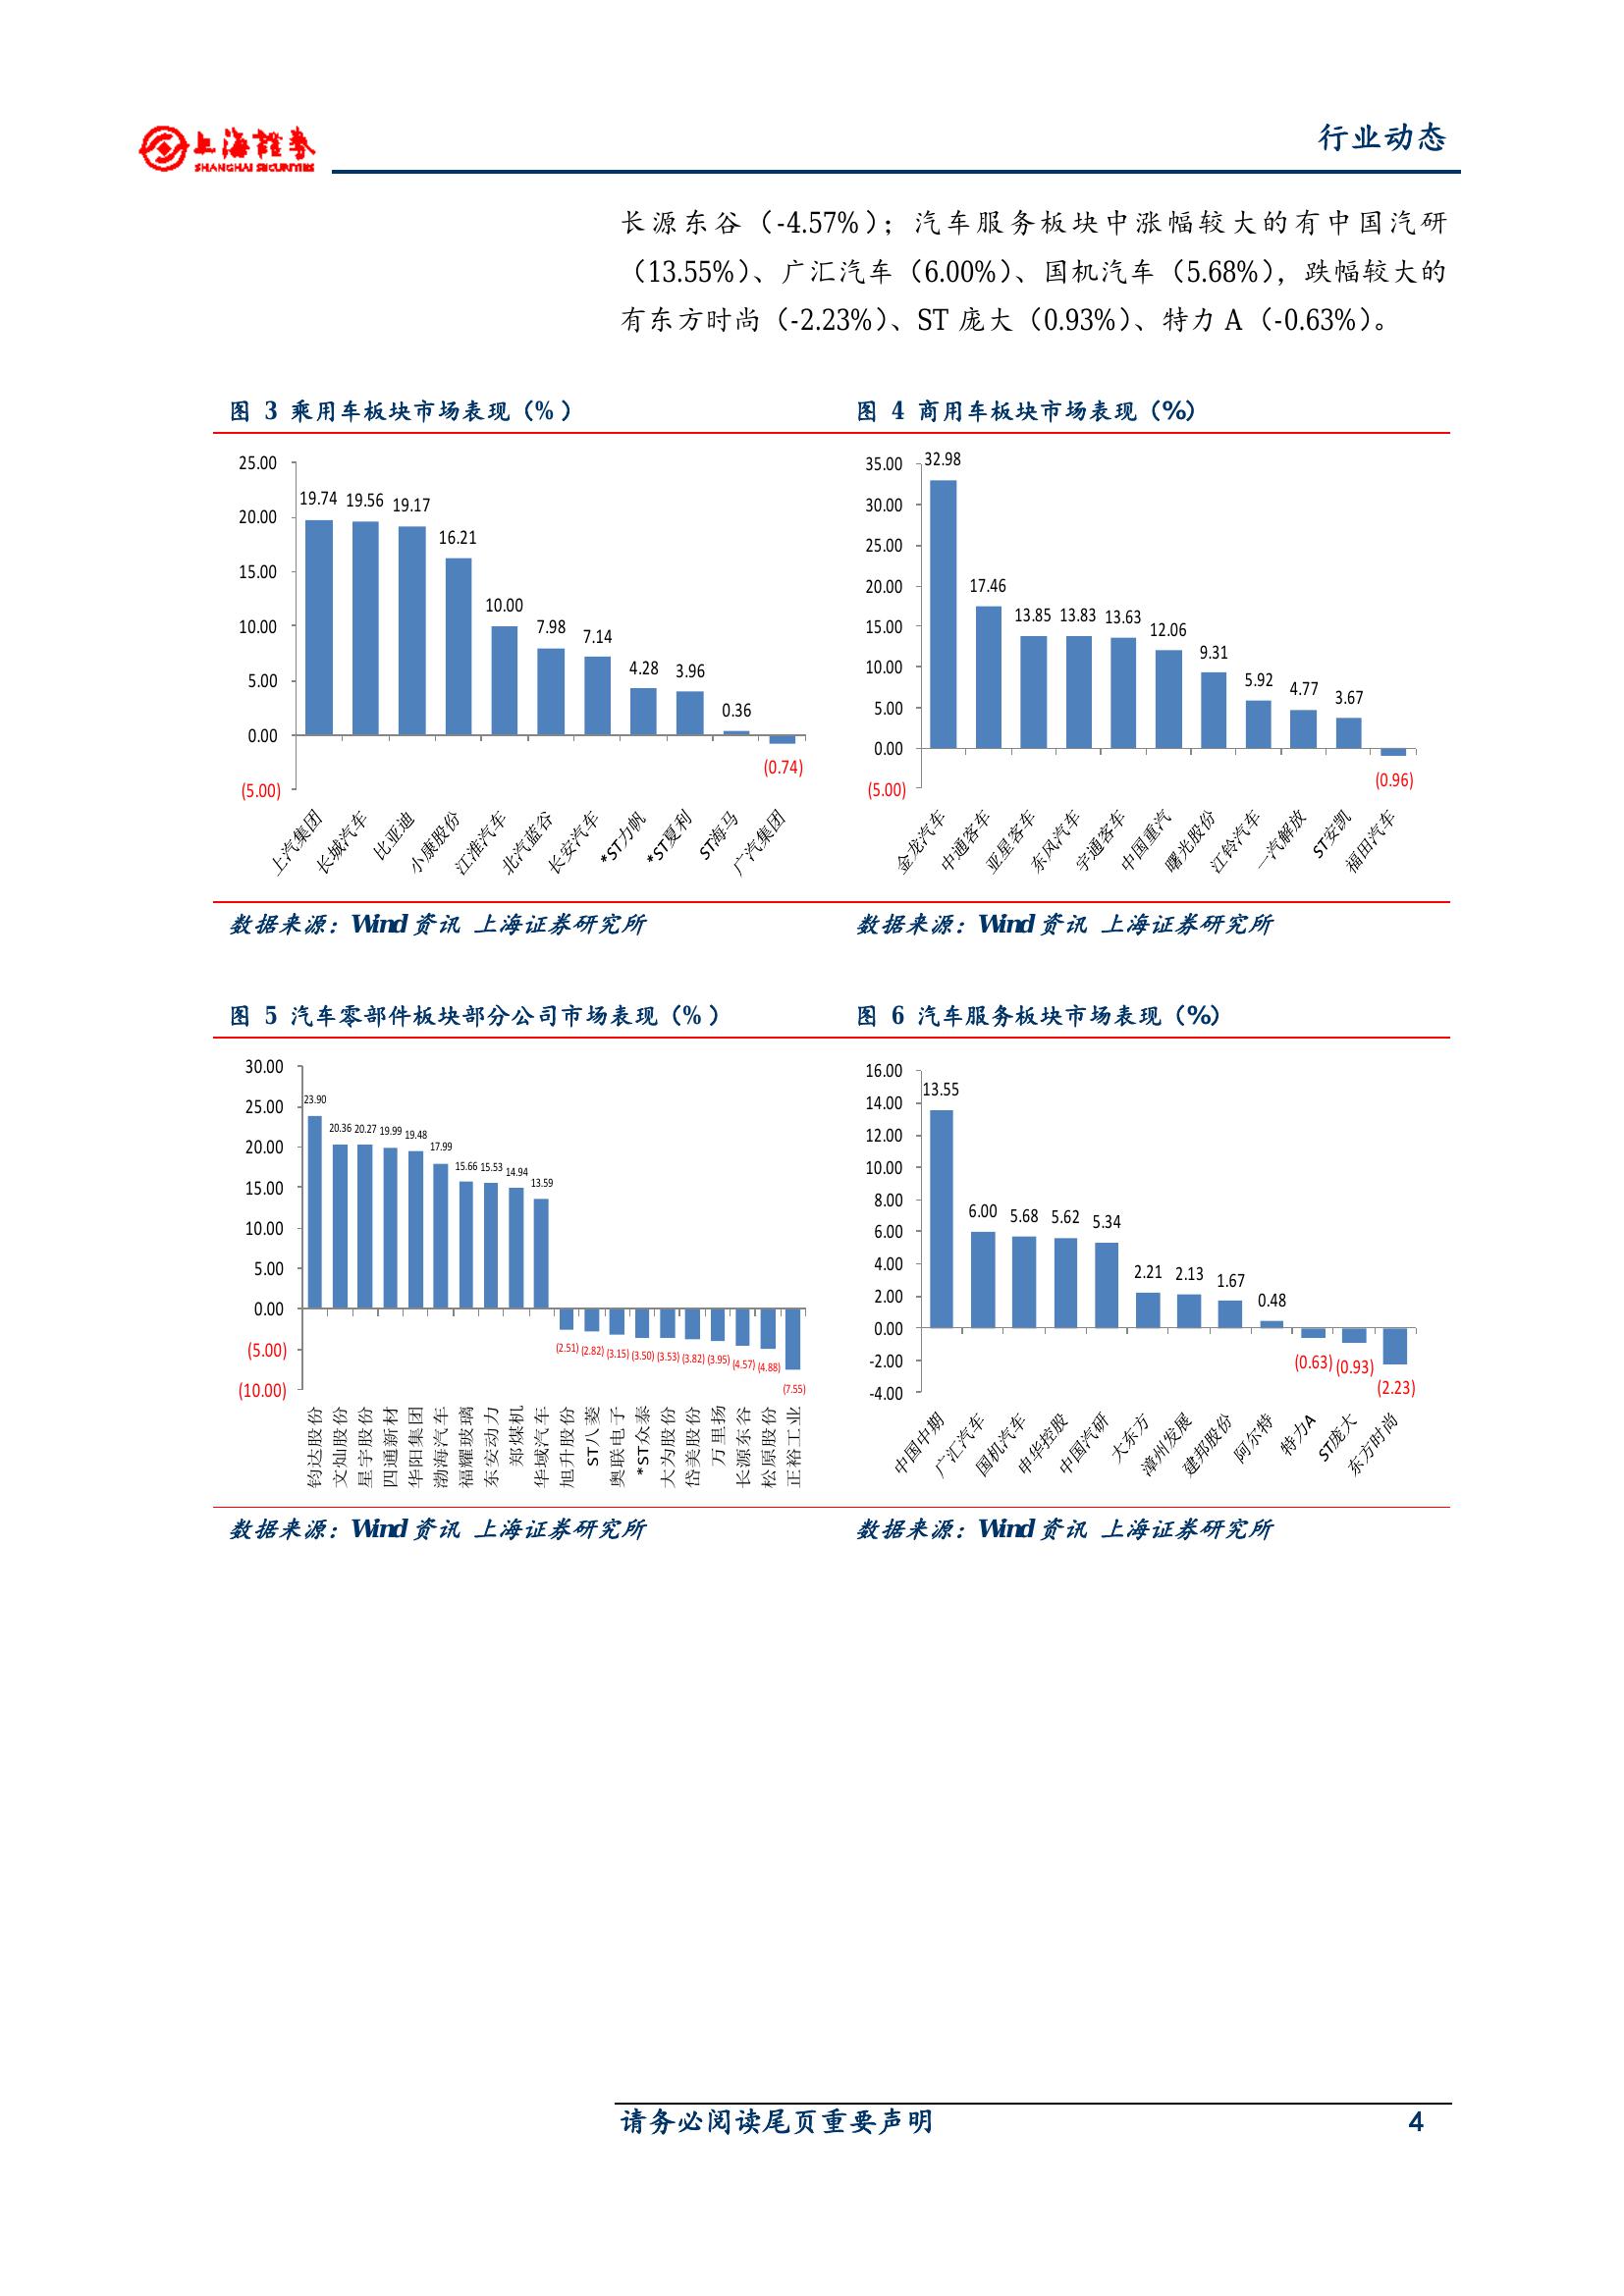 上海證券
SHANGHAI SECURITIES
行业动态
长源东谷（-4.57%）；汽车服务板块中涨幅较大的有中国汽研
（13.55%）、广汇汽车（6.00%）、国机汽车（5.68%），跌幅较大的
有东方时尚（-2.23%）、ST 庞大（0.93%）、特力 A（-0.63%）。
图 3 乘用车板块市场表现（%）
25.00
20.00
15.00
10.00
5.00
0.00
(5.00)
19.74 19.56 19.17 16.21 10.00 7.98 7.14 4.28 3.96 0.36 (0.74)
上汽集团 长城汽车 比亚迪 小康股份 江淮汽车 北汽蓝谷 长安汽车 *ST力帆 *ST夏利 ST海马 广汽集团
数据来源：Wind 资讯 上海证券研究所
图 4 商用车板块市场表现（%）
35.00
30.00
25.00
20.00
15.00
10.00
5.00
0.00
(5.00)
32.98 17.46 13.85 13.83 13.63 12.06 9.31 5.92 4.77 3.67 (0.96)
金龙汽车 中通客车 亚星客车 东风汽车 宇通客车 中国重汽 曙光股份 江铃汽车 一汽解放 ST安凯 福田汽车
数据来源：Wind 资讯 上海证券研究所
图 5 汽车零部件板块部分公司市场表现（%）
30.00
25.00
20.00
15.00
10.00
5.00
0.00
(5.00)
(10.00)
23.90 20.36 20.27 19.99 19.48 17.99 15.66 15.53 14.94 13.59 (2.51) (2.82) (3.15) (3.50) (3.53) (3.82) (3.95) (4.57) (4.88) (7.55)
钧达股份 文灿股份 星宇股份 四通新材 华阳集团 渤海汽车 福耀玻璃 东安动力 郑煤机 华域汽车 旭升股份 ST八菱 奥联电子 *ST众泰 大为股份 岱美股份 万里扬 长源东谷 松原股份 正裕工业
数据来源：Wind 资讯 上海证券研究所
图 6 汽车服务板块市场表现（%）
16.00
14.00
12.00
10.00
8.00
6.00
4.00
2.00
0.00
-2.00
-4.00
13.55 6.00 5.68 5.62 5.34 2.21 2.13 1.67 0.48 (0.63) (0.93) (2.23)
中国中期 广汇汽车 国机汽车 申华控股 中国汽研 大东方 漳州发展 建邦股份 阿尔特 特力A ST庞大 东方时尚
数据来源：Wind 资讯 上海证券研究所
请务必阅读尾页重要声明
4